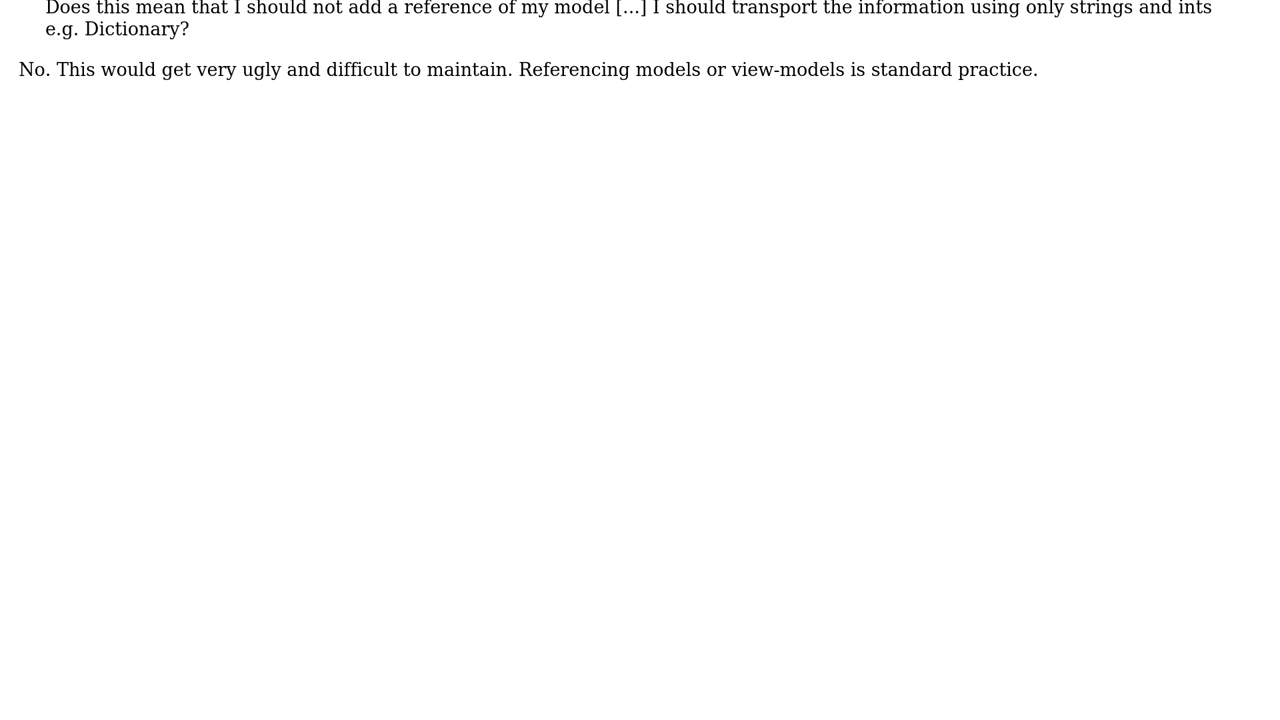 Does this mean that I should not add a reference of my model [...] I should transport the information using only strings and ints
e.g. Dictionary?
No. This would get very ugly and difficult to maintain. Referencing models or view-models is standard practice.